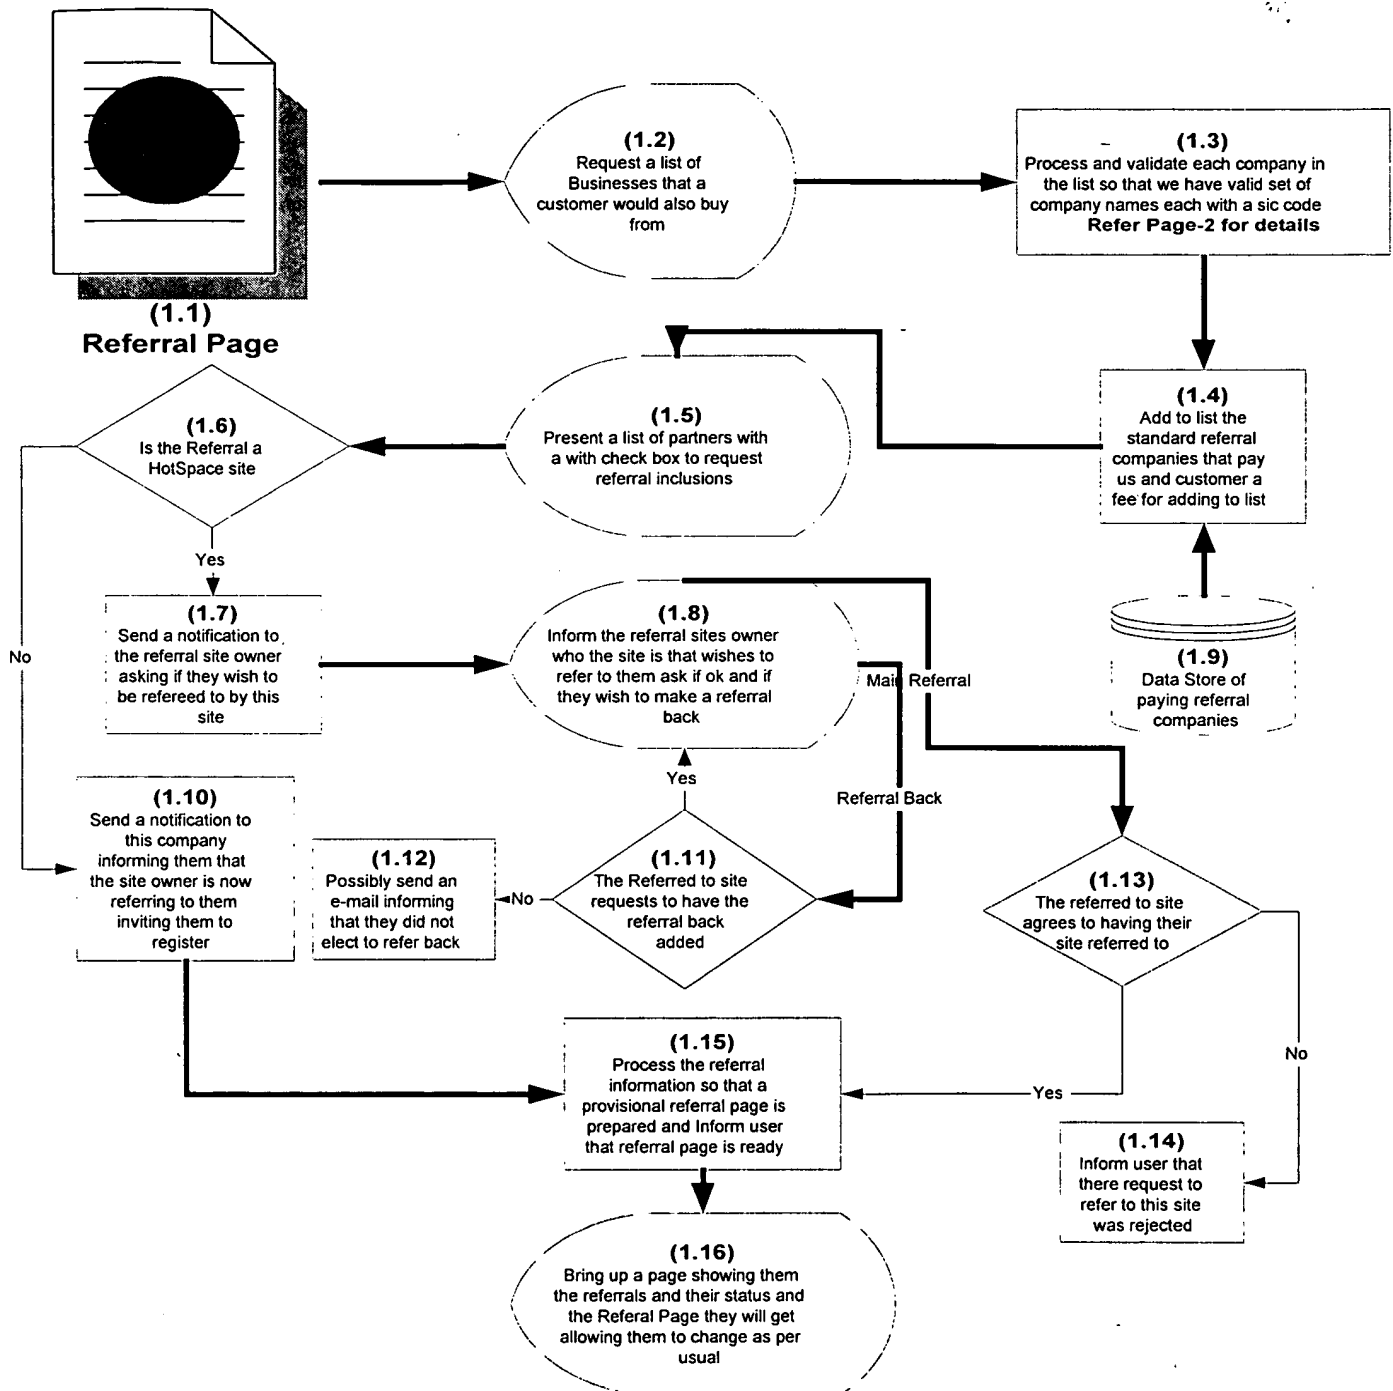 (1.1)
Referral Page
(1.2)
Request a list of
Businesses that a
customer would also buy
from
(1.3)
Process and validate each company in
the list so that we have valid set of
company names each with a sic code
Refer Page-2 for details
(1.4)
Add to list the
standard referral
companies that pay
us and customer a
fee for adding to list
(1.5)
Present a list of partners with
a with check box to request
referral inclusions
(1.6)
Is the Referral a
HotSpace site
Yes
No
(1.7)
Send a notification to
the referral site owner
asking if they wish to
be refereed to by this
site
(1.8)
Inform the referral sites owner
who the site is that wishes to
refer to them ask if ok and if
they wish to make a referral
back
Main Referral
Referral Back
(1.9)
Data Store of
paying referral
companies
(1.10)
Send a notification to
this company
informing them that
the site owner is now
referring to them
inviting them to
register
(1.12)
Possibly send an
e-mail informing
that they did not
elect to refer back
No
Yes
(1.11)
The Referred to site
requests to have the
referral back
added
(1.13)
The referred to site
agrees to having their
site referred to
No
Yes
(1.14)
Inform user that
there request to
refer to this site
was rejected
(1.15)
Process the referral
information so that a
provisional referral page is
prepared and Inform user
that referral page is ready
(1.16)
Bring up a page showing them
the referrals and their status and
the Referal Page they will get
allowing them to change as per
usual